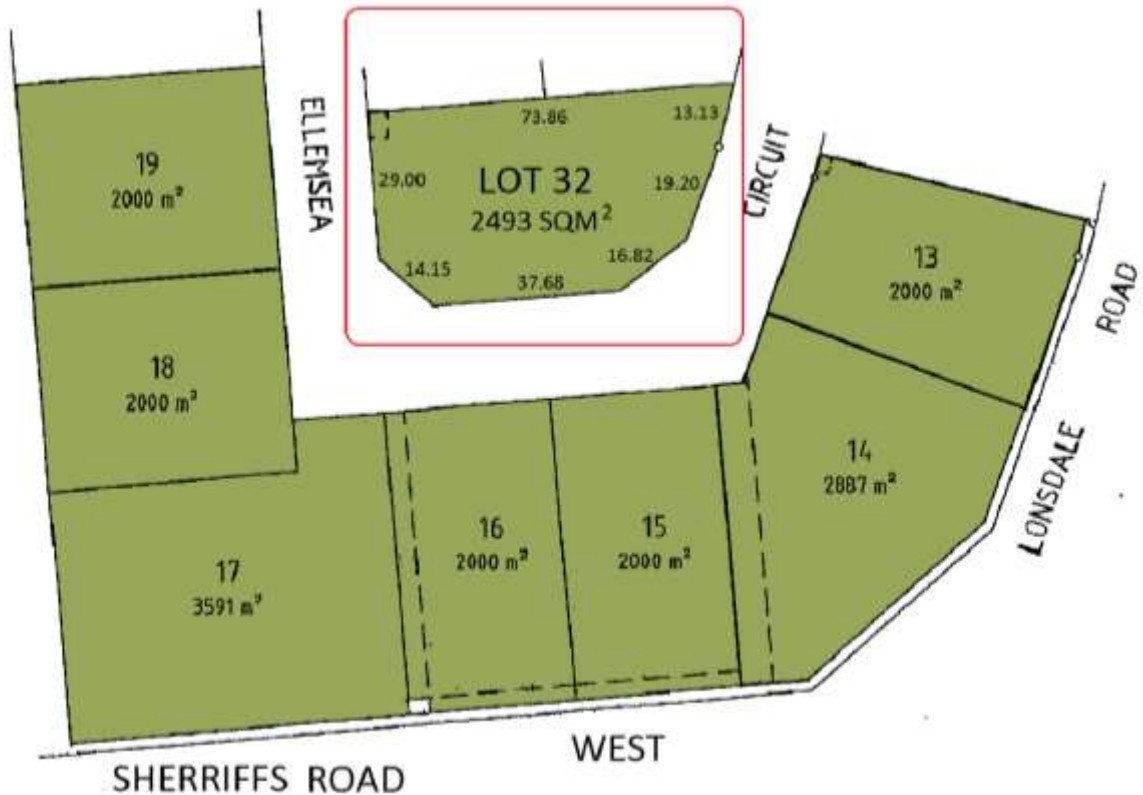 19
2000 m²
ELLEMSEA
73.86
13.13
29.00
LOT 32
2493 SQM²
19.20
14.15
37.68
16.82
CIRCUIT
13
2000 m²
ROAD
18
2000 m²
14
2887 m²
LONSDALE
16
2000 m²
15
2000 m²
17
3591 m²
WEST
SHERRIFFS ROAD